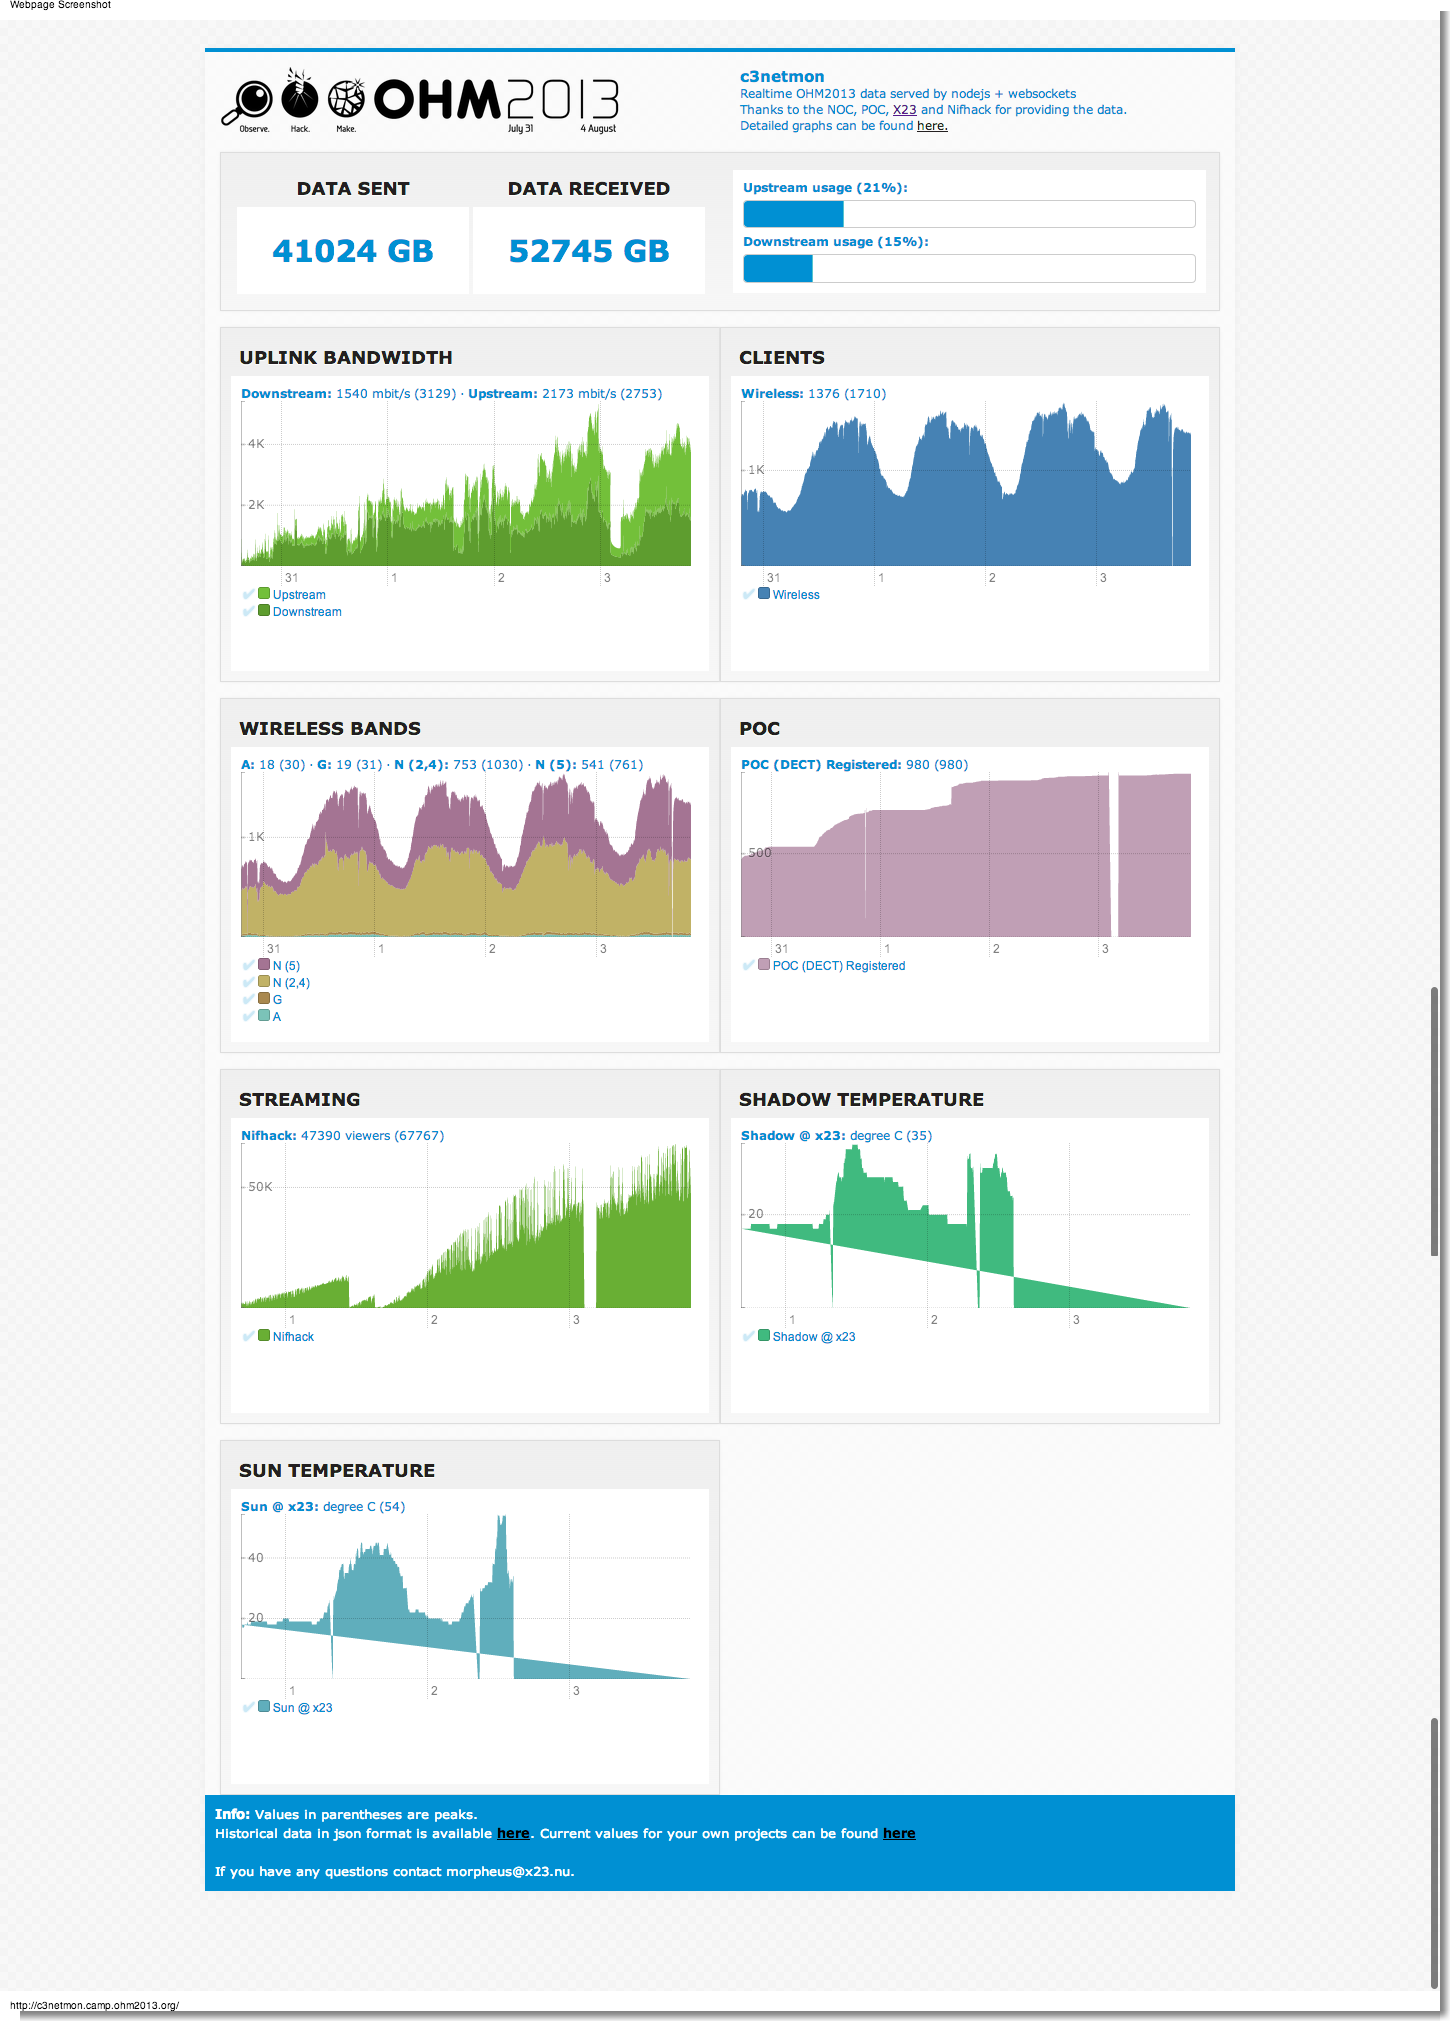 Webpage Screenshot
Observe. Hack. Make.
OHM2013
July 31 4 August
c3netmon
Realtime OHM2013 data served by nodejs + websockets
Thanks to the NOC, POC, X23 and Nifhack for providing the data.
Detailed graphs can be found here.
DATA SENT
41024 GB
DATA RECEIVED
52745 GB
Upstream usage (21%):
Downstream usage (15%):
UPLINK BANDWIDTH
Downstream: 1540 mbit/s (3129) · Upstream: 2173 mbit/s (2753)
4K
2K
31 1 2 3
Upstream
Downstream
CLIENTS
Wireless: 1376 (1710)
1K
31 1 2 3
Wireless
WIRELESS BANDS
A: 18 (30) · G: 19 (31) · N (2,4): 753 (1030) · N (5): 541 (761)
1K
31 1 2 3
N (5)
N (2,4)
G
A
POC
POC (DECT) Registered: 980 (980)
500
31 1 2 3
POC (DECT) Registered
STREAMING
Nifhack: 47390 viewers (67767)
50K
1 2 3
Nifhack
SHADOW TEMPERATURE
Shadow @ x23: degree C (35)
20
1 2 3
Shadow @ x23
SUN TEMPERATURE
Sun @ x23: degree C (54)
40
20
1 2 3
Sun @ x23
Info: Values in parentheses are peaks.
Historical data in json format is available here. Current values for your own projects can be found here
If you have any questions contact morpheus@x23.nu.
http://c3netmon.camp.ohm2013.org/